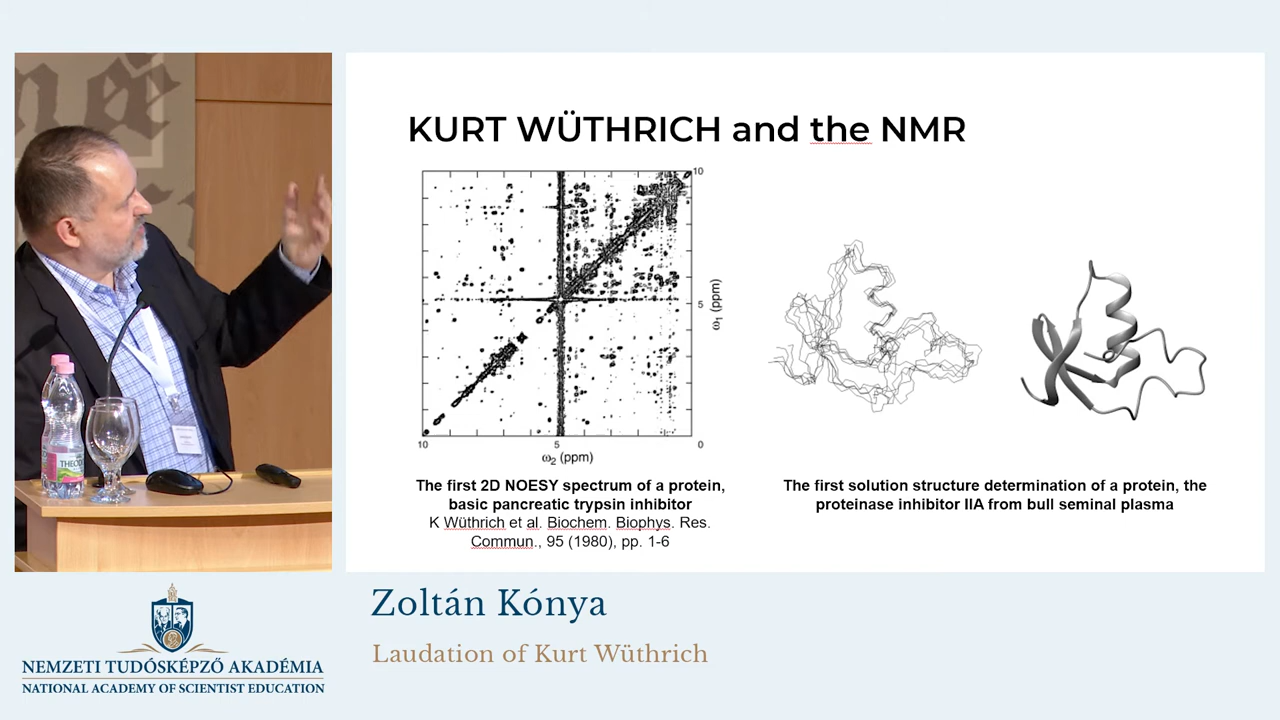 KURT WÜTHRICH and the NMR
10
5
ω₁ (ppm)
10
5
0
ω₂ (ppm)
The first 2D NOESY spectrum of a protein,
basic pancreatic trypsin inhibitor
K Wüthrich et al. Biochem. Biophys. Res.
Commun., 95 (1980), pp. 1-6
The first solution structure determination of a protein, the
proteinase inhibitor IIA from bull seminal plasma
THEODORA
Zoltán Kónya
Laudation of Kurt Wüthrich
NEMZETI TUDÓSKÉPZŐ AKADÉMIA
NATIONAL ACADEMY OF SCIENTIST EDUCATION